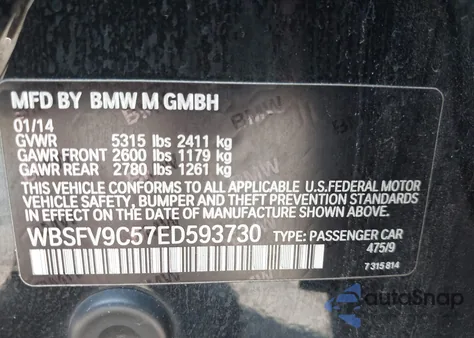 MFD BY BMW M GMBH
01/14
GVWR 5315 lbs 2411 kg
GAWR FRONT 2600 lbs 1179 kg
GAWR REAR 2780 lbs 1261 kg
THIS VEHICLE CONFORMS TO ALL APPLICABLE U.S.FEDERAL MOTOR
VEHICLE SAFETY, BUMPER AND THEFT PREVENTION STANDARDS IN
EFFECT ON THE DATE OF MANUFACTURE SHOWN ABOVE.
WBSFV9C57ED593730 TYPE: PASSENGER CAR
475/9
7 315 814
autoSnap